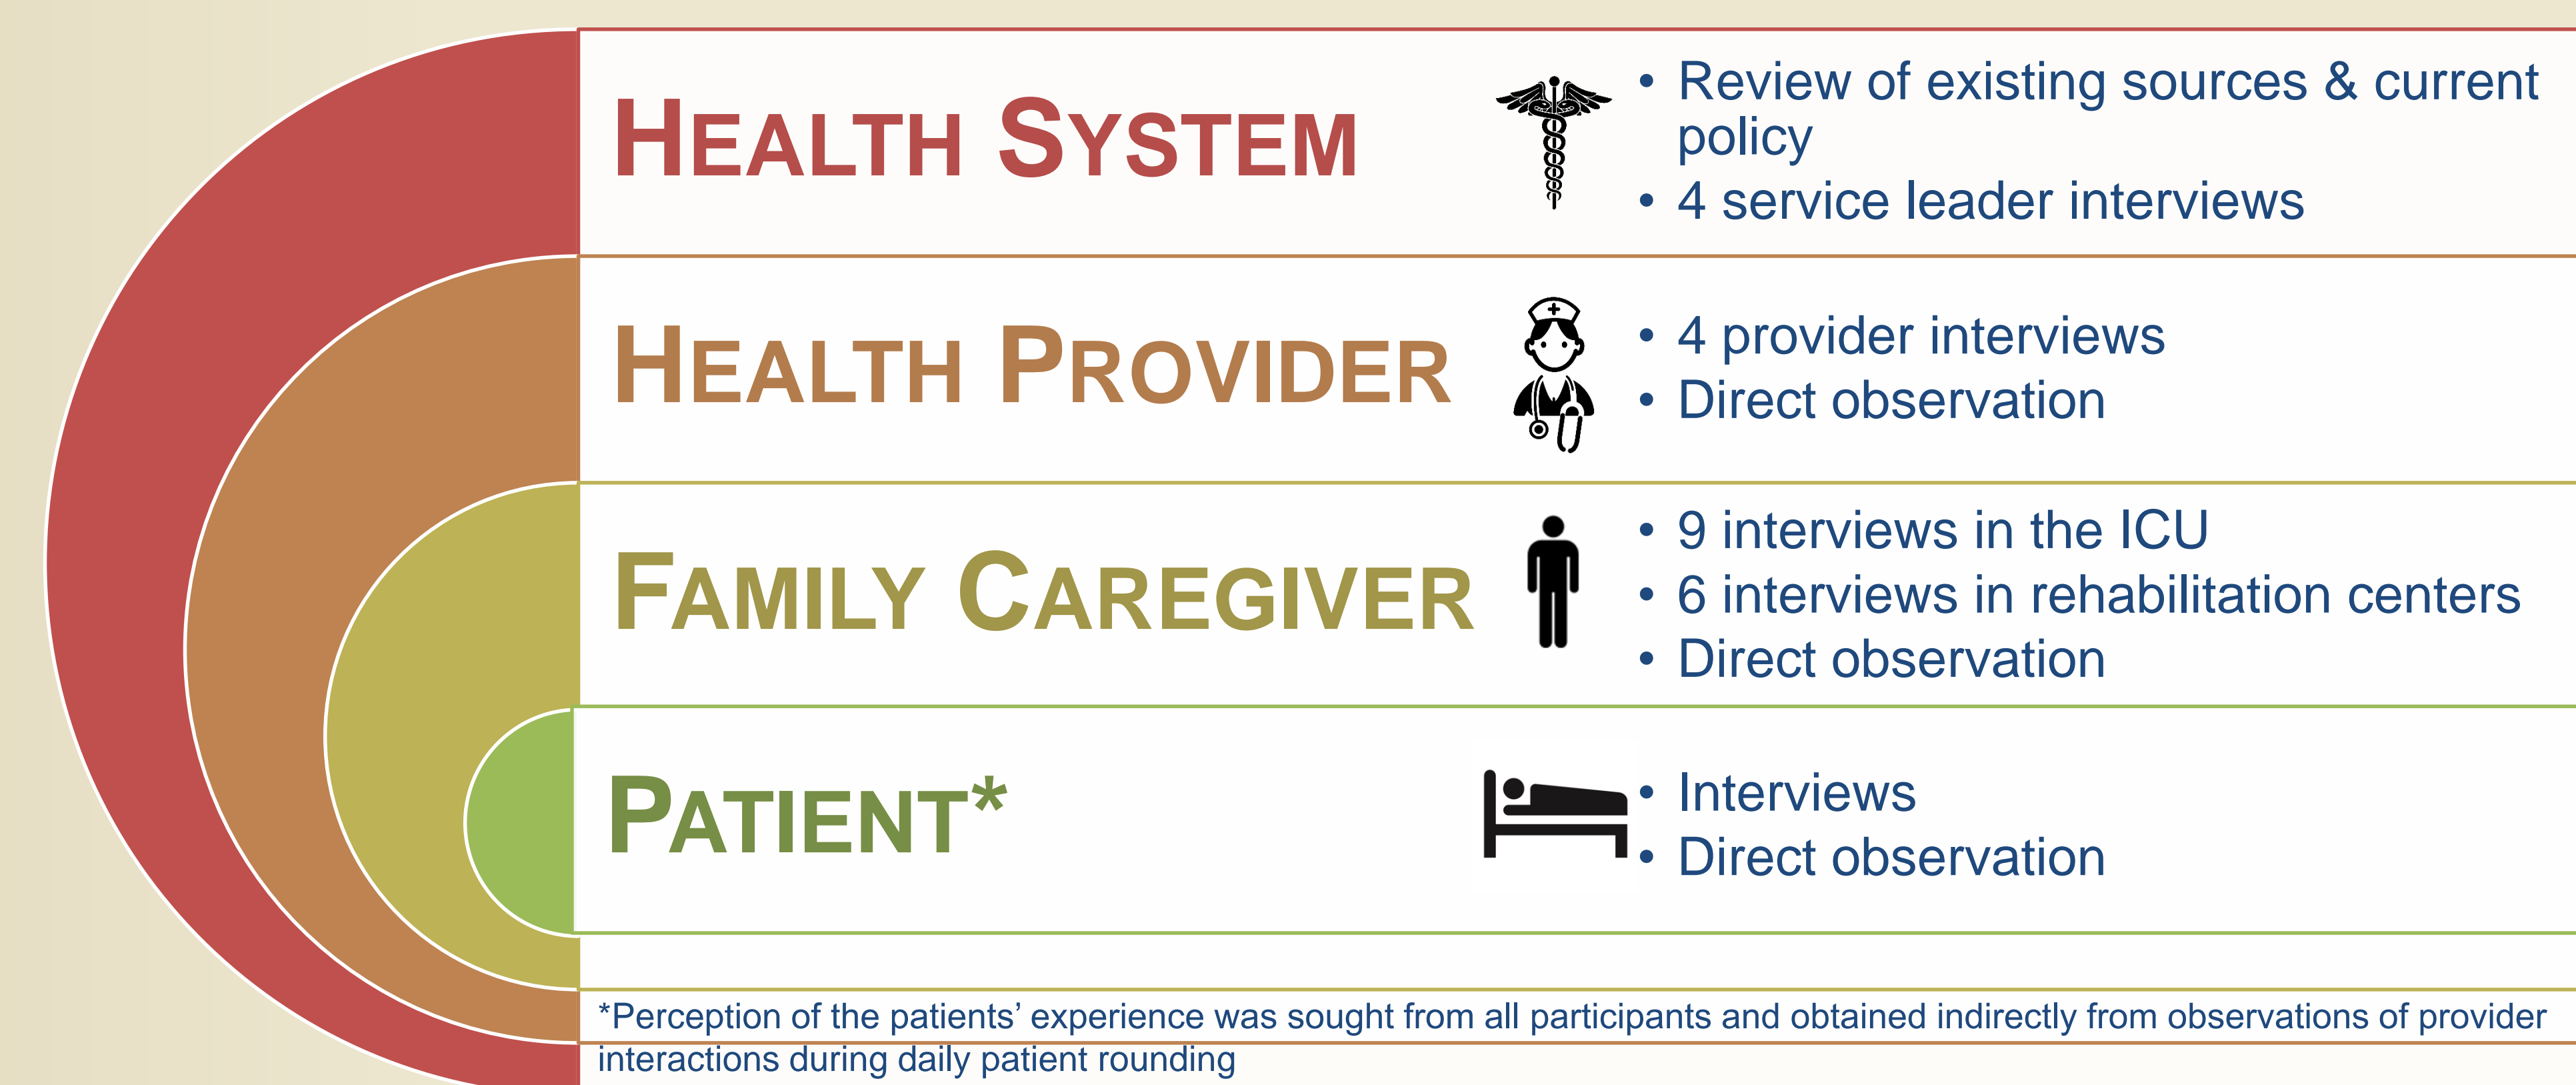 HEALTH SYSTEM
• Review of existing sources & current
policy
• 4 service leader interviews
HEALTH PROVIDER
• 4 provider interviews
• Direct observation
FAMILY CAREGIVER
• 9 interviews in the ICU
• 6 interviews in rehabilitation centers
• Direct observation
PATIENT*
• Interviews
• Direct observation
*Perception of the patients’ experience was sought from all participants and obtained indirectly from observations of provider
interactions during daily patient rounding